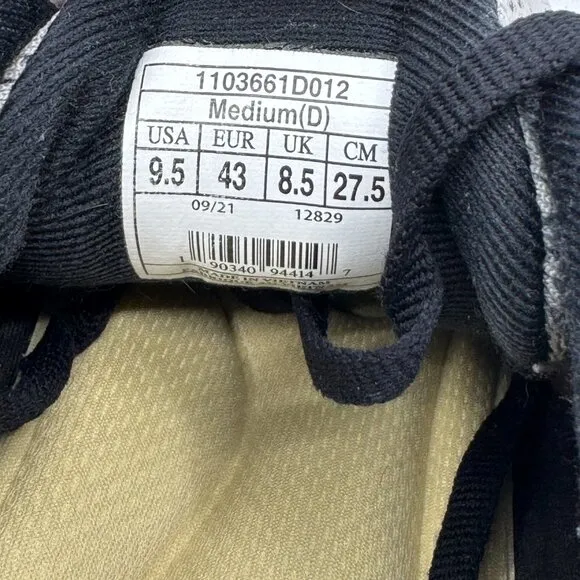 1103661D012
Medium(D)
USA EUR UK CM
9.5 43 8.5 27.5
09/21 12829
1 90340 94414 7
MADE IN VIETNAM